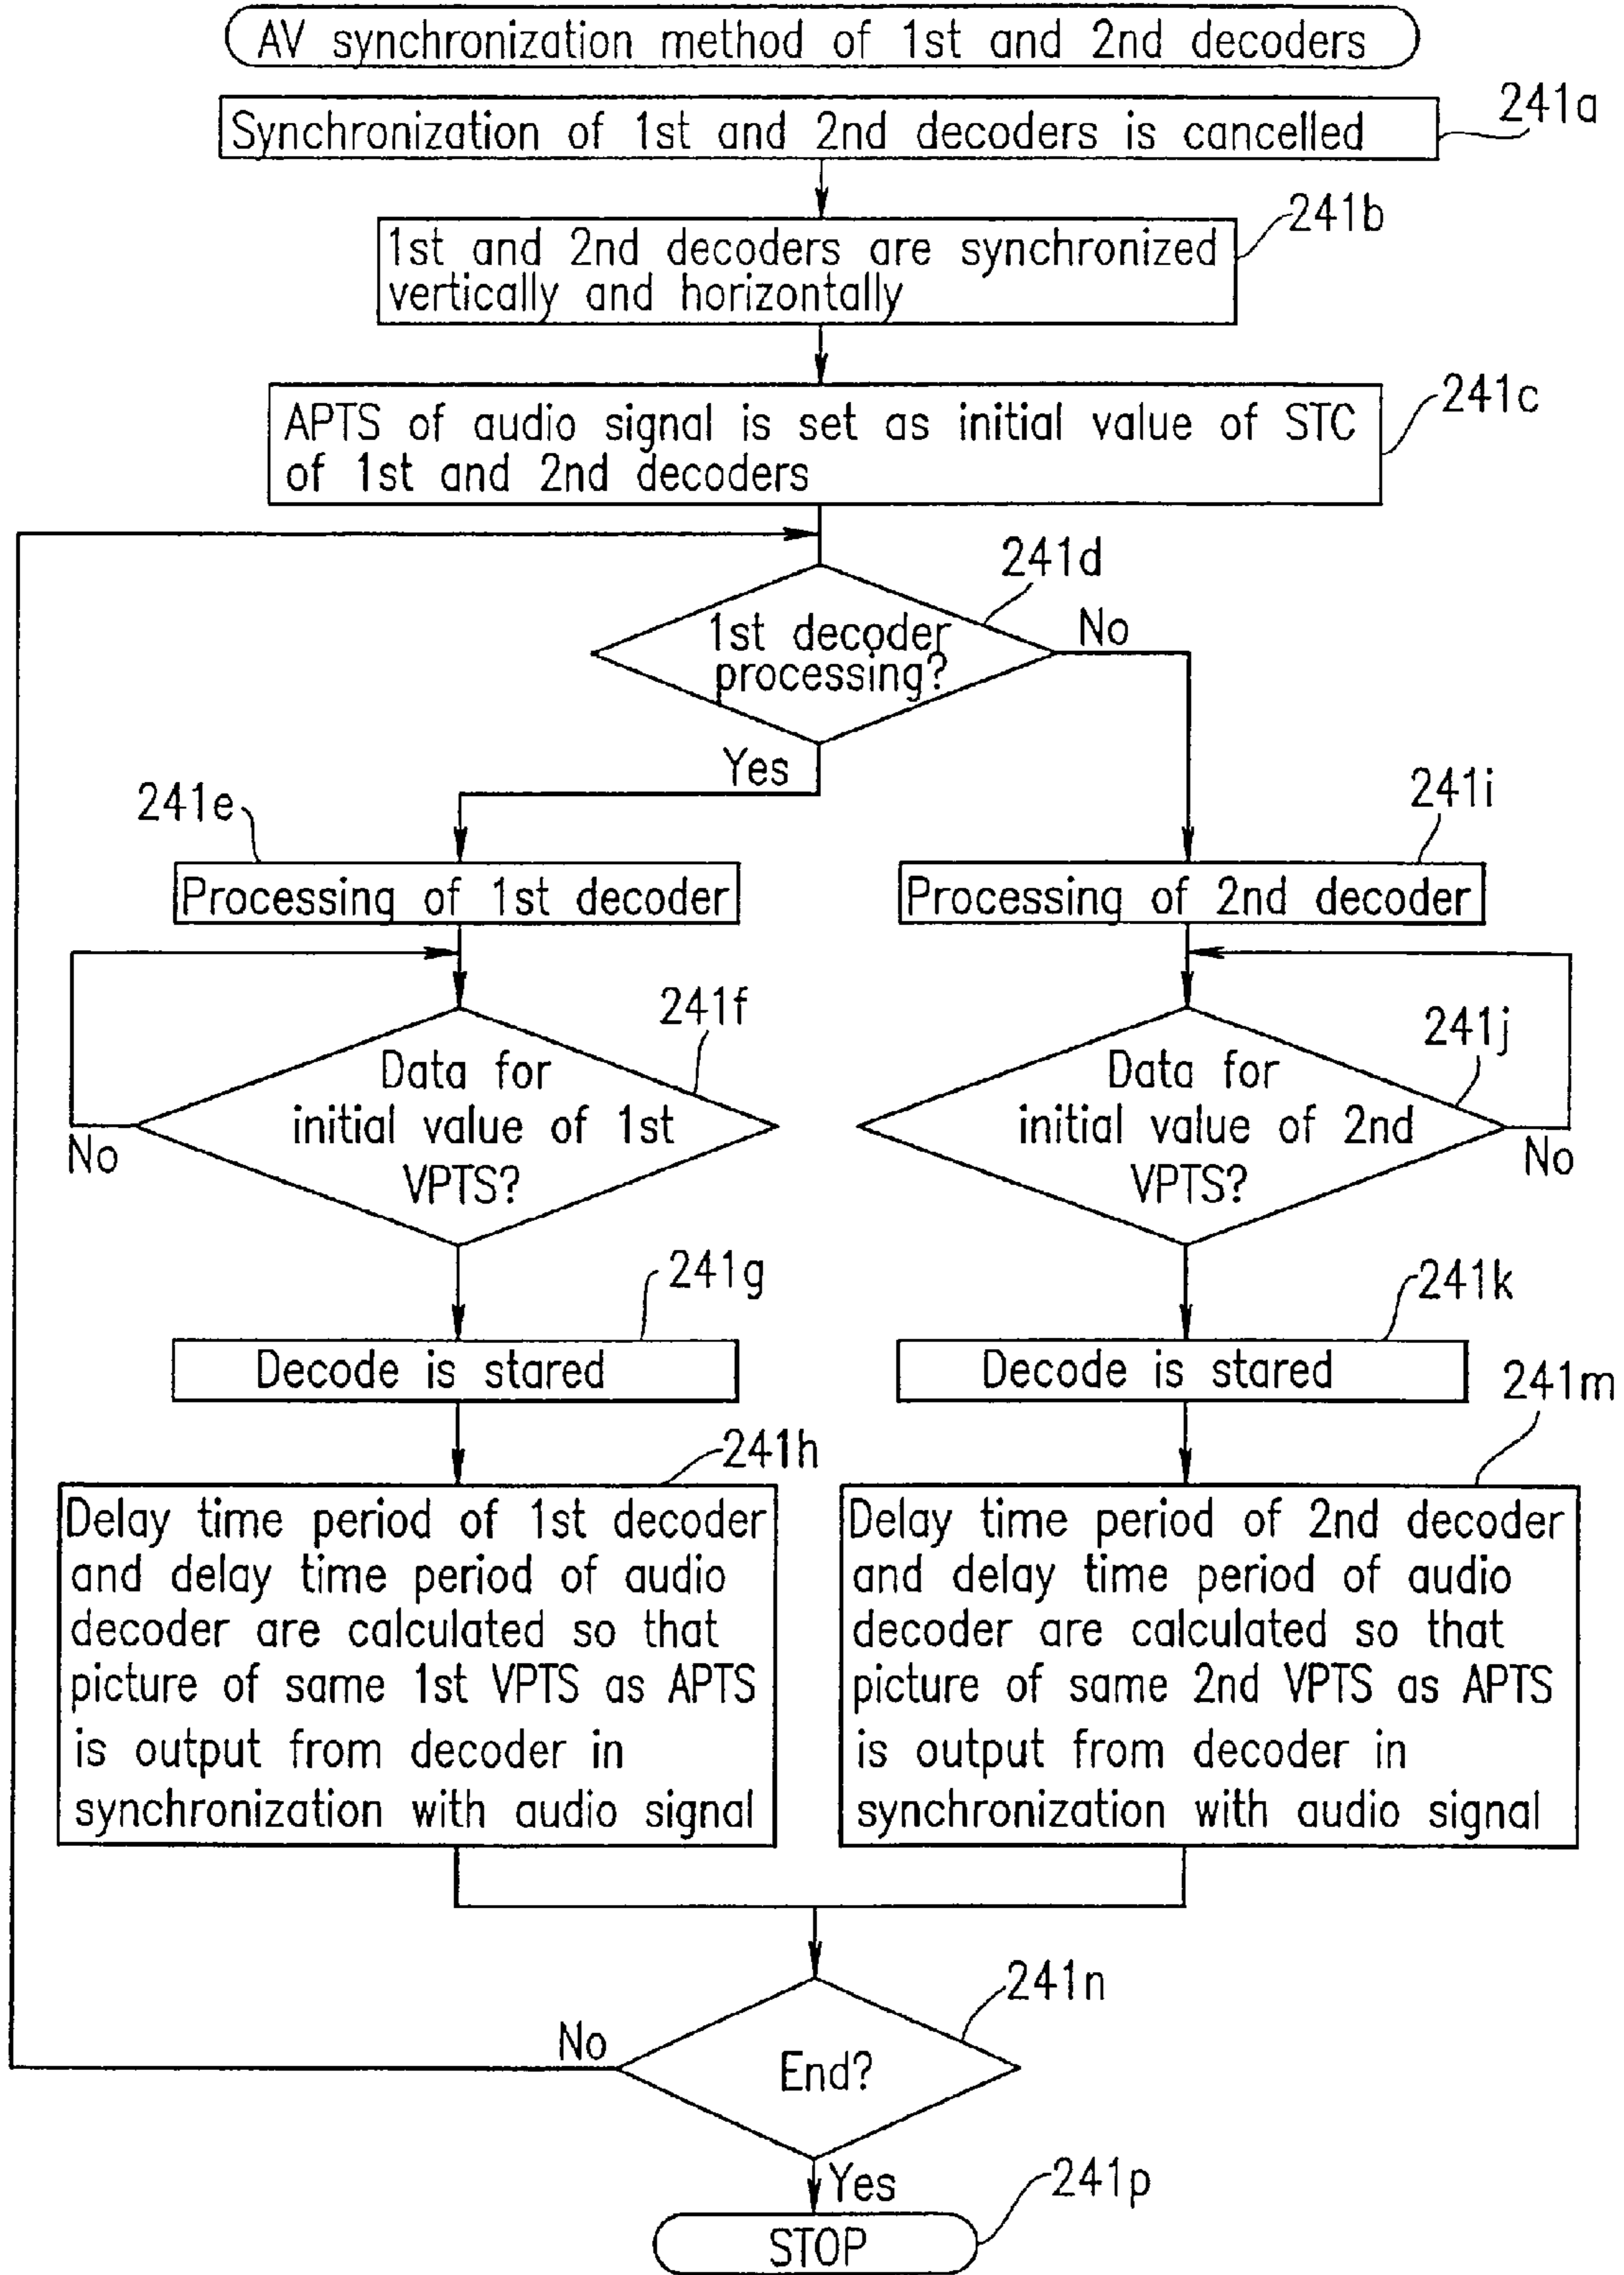 AV synchronization method of 1st and 2nd decoders
241a
Synchronization of 1st and 2nd decoders is cancelled
241b
1st and 2nd decoders are synchronized
vertically and horizontally
241c
APTS of audio signal is set as initial value of STC
of 1st and 2nd decoders
241d
1st decoder
processing?
No
Yes
241e
Processing of 1st decoder
241i
Processing of 2nd decoder
241f
Data for
initial value of 1st
VPTS?
No
241j
Data for
initial value of 2nd
VPTS?
No
241g
Decode is stared
241k
Decode is stared
241h
Delay time period of 1st decoder
and delay time period of audio
decoder are calculated so that
picture of same 1st VPTS as APTS
is output from decoder in
synchronization with audio signal
241m
Delay time period of 2nd decoder
and delay time period of audio
decoder are calculated so that
picture of same 2nd VPTS as APTS
is output from decoder in
synchronization with audio signal
241n
End?
No
Yes
241p
STOP